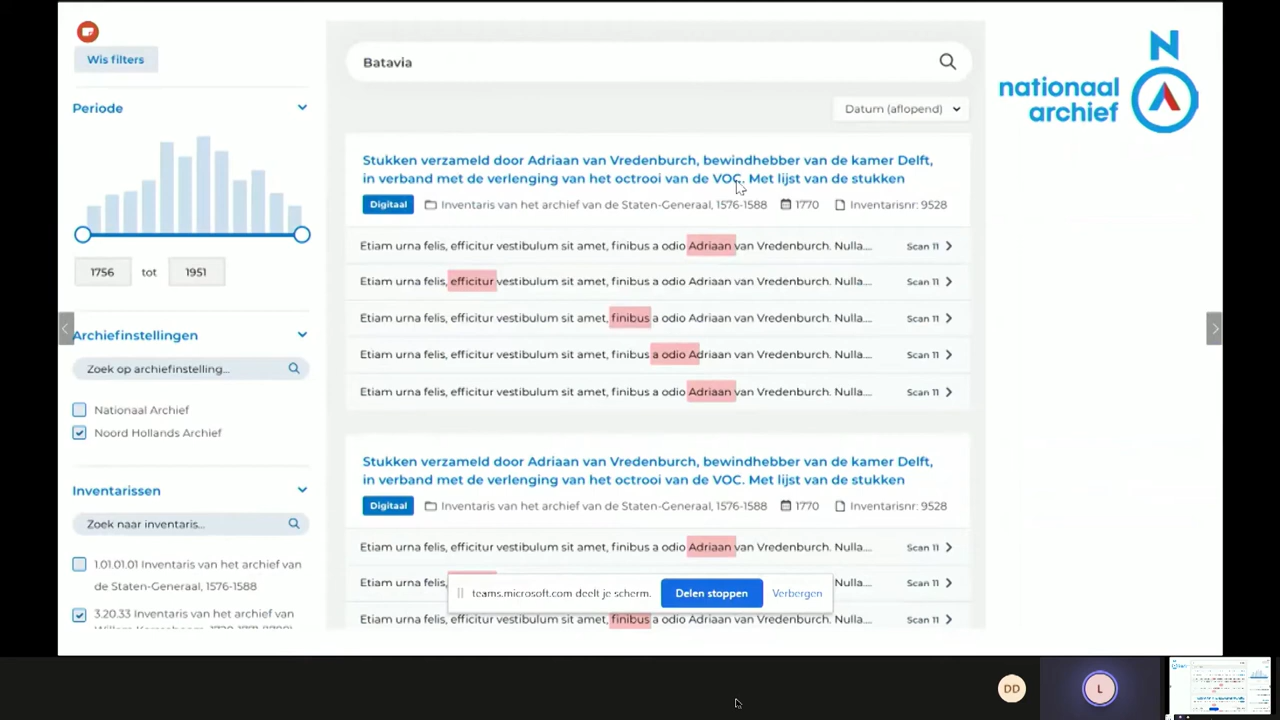 Wis filters
Periode
1756 tot 1951
Archiefinstellingen
Zoek op archiefinstelling...
Nationaal Archief
Noord Hollands Archief
Inventarissen
Zoek naar inventaris...
1.01.01.01 Inventaris van het archief van
de Staten-Generaal, 1576-1588
3.20.33 Inventaris van het archief van
Batavia
Datum (aflopend)
Stukken verzameld door Adriaan van Vredenburch, bewindhebber van de kamer Delft,
in verband met de verlenging van het octrooi van de VOC. Met lijst van de stukken
Digitaal Inventaris van het archief van de Staten-Generaal, 1576-1588 1770 Inventarisnr: 9528
Etiam urna felis, efficitur vestibulum sit amet, finibus a odio Adriaan van Vredenburch. Nulla.... Scan 11
Etiam urna felis, efficitur vestibulum sit amet, finibus a odio Adriaan van Vredenburch. Nulla.... Scan 11
Etiam urna felis, efficitur vestibulum sit amet, finibus a odio Adriaan van Vredenburch. Nulla.... Scan 11
Etiam urna felis, efficitur vestibulum sit amet, finibus a odio Adriaan van Vredenburch. Nulla.... Scan 11
Etiam urna felis, efficitur vestibulum sit amet, finibus a odio Adriaan van Vredenburch. Nulla.... Scan 11
Stukken verzameld door Adriaan van Vredenburch, bewindhebber van de kamer Delft,
in verband met de verlenging van het octrooi van de VOC. Met lijst van de stukken
Digitaal Inventaris van het archief van de Staten-Generaal, 1576-1588 1770 Inventarisnr: 9528
Etiam urna felis, efficitur vestibulum sit amet, finibus a odio Adriaan van Vredenburch. Nulla.... Scan 11
Etiam urna felis, Nulla.... Scan 11
Etiam urna felis, efficitur vestibulum sit amet, finibus a odio Adriaan van Vredenburch. Nulla.... Scan 11
teams.microsoft.com deelt je scherm. Delen stoppen Verbergen
N
nationaal
archief
DD
L